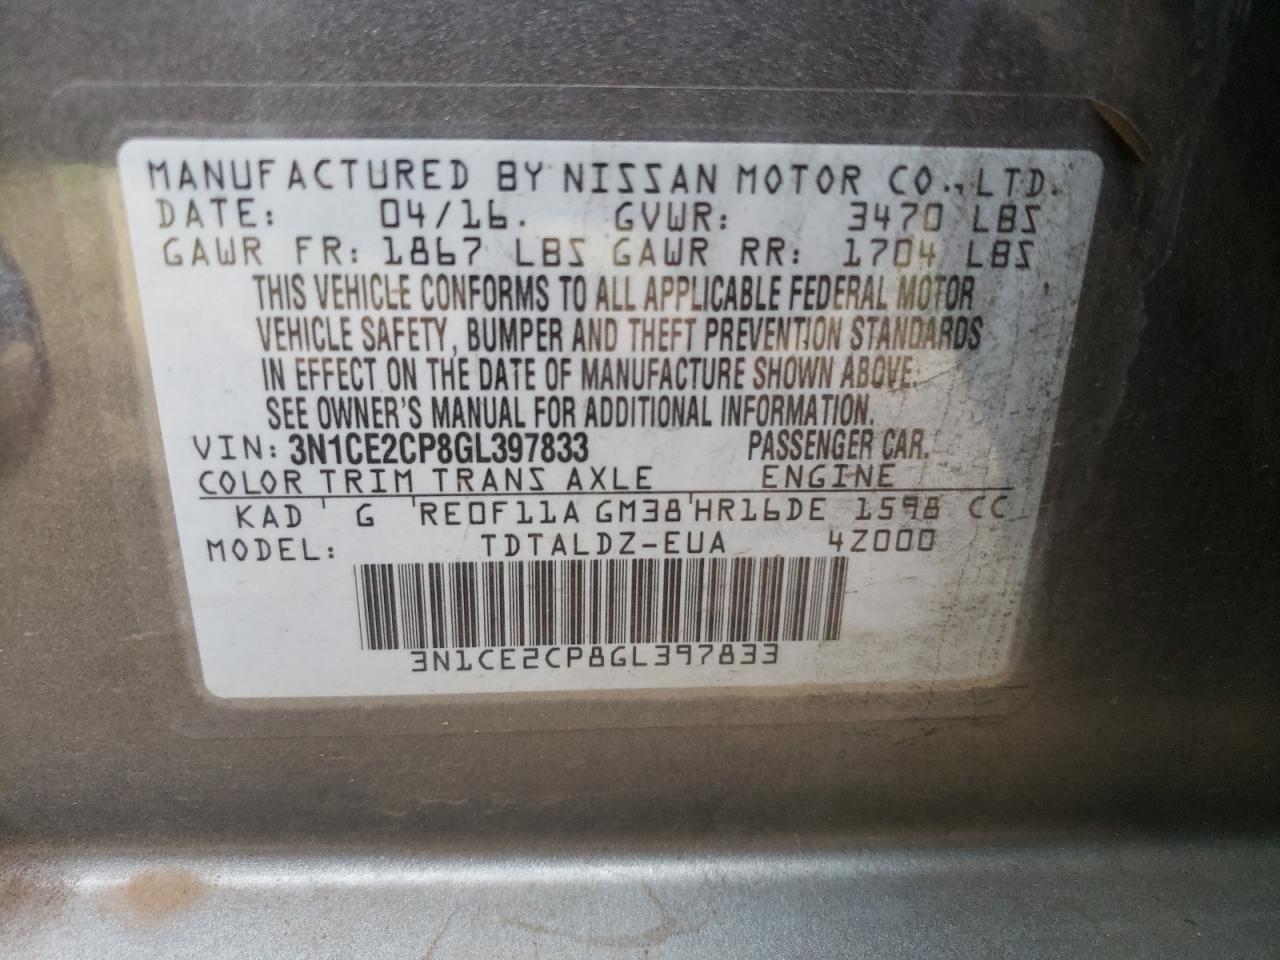 MANUFACTURED BY NISSAN MOTOR CO., LTD.
DATE: 04/16. GVWR: 3470 LBS
GAWR FR: 1867 LBS GAWR RR: 1704 LBS
THIS VEHICLE CONFORMS TO ALL APPLICABLE FEDERAL MOTOR
VEHICLE SAFETY, BUMPER AND THEFT PREVENTION STANDARDS
IN EFFECT ON THE DATE OF MANUFACTURE SHOWN ABOVE.
SEE OWNER'S MANUAL FOR ADDITIONAL INFORMATION.
VIN: 3N1CE2CP8GL397833 PASSENGER CAR.
COLOR TRIM TRANS AXLE ENGINE
KAD G RE0F11A GM38 HR16DE 1598 CC
MODEL: TDTALDZ-EUA 4Z000
3N1CE2CP8GL397833